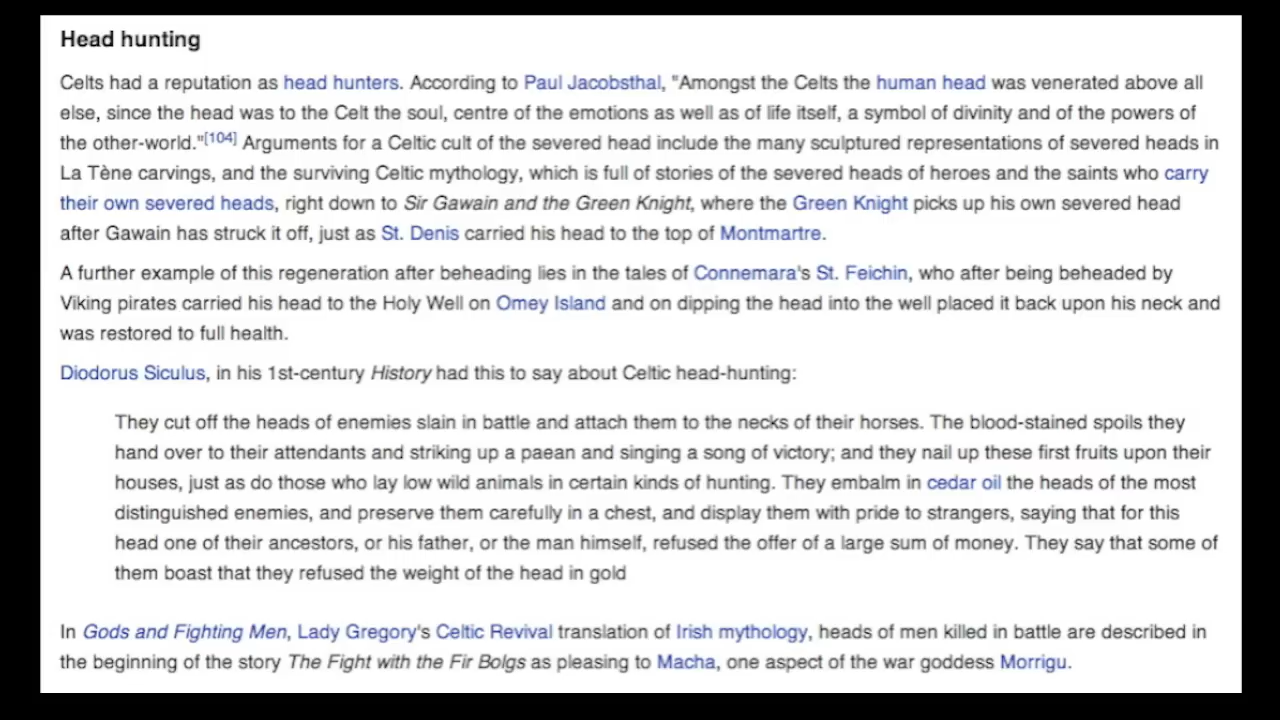 Head hunting
Celts had a reputation as head hunters. According to Paul Jacobsthal, "Amongst the Celts the human head was venerated above all
else, since the head was to the Celt the soul, centre of the emotions as well as of life itself, a symbol of divinity and of the powers of
the other-world."[104] Arguments for a Celtic cult of the severed head include the many sculptured representations of severed heads in
La Tène carvings, and the surviving Celtic mythology, which is full of stories of the severed heads of heroes and the saints who carry
their own severed heads, right down to Sir Gawain and the Green Knight, where the Green Knight picks up his own severed head
after Gawain has struck it off, just as St. Denis carried his head to the top of Montmartre.
A further example of this regeneration after beheading lies in the tales of Connemara's St. Feichin, who after being beheaded by
Viking pirates carried his head to the Holy Well on Omey Island and on dipping the head into the well placed it back upon his neck and
was restored to full health.
Diodorus Siculus, in his 1st-century History had this to say about Celtic head-hunting:
They cut off the heads of enemies slain in battle and attach them to the necks of their horses. The blood-stained spoils they
hand over to their attendants and striking up a paean and singing a song of victory; and they nail up these first fruits upon their
houses, just as do those who lay low wild animals in certain kinds of hunting. They embalm in cedar oil the heads of the most
distinguished enemies, and preserve them carefully in a chest, and display them with pride to strangers, saying that for this
head one of their ancestors, or his father, or the man himself, refused the offer of a large sum of money. They say that some of
them boast that they refused the weight of the head in gold
In Gods and Fighting Men, Lady Gregory's Celtic Revival translation of Irish mythology, heads of men killed in battle are described in
the beginning of the story The Fight with the Fir Bolgs as pleasing to Macha, one aspect of the war goddess Morrigu.